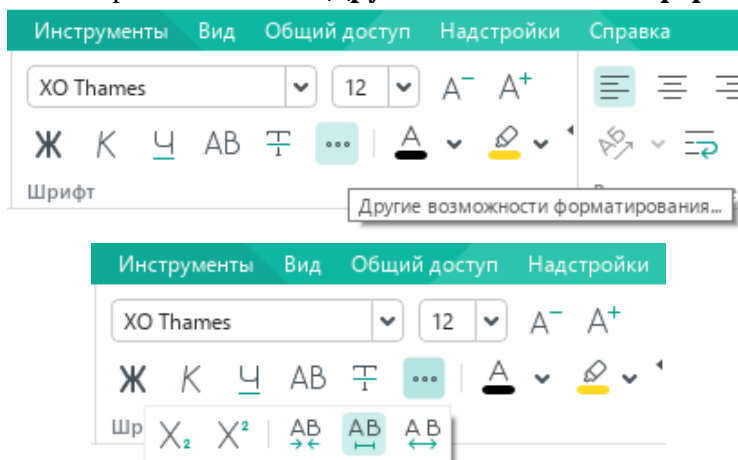 Инструменты Вид Общий доступ Надстройки Справка
XO Thames 12 A⁻ A⁺
Ж К Ч АВ Т ... А
Шрифт
Другие возможности форматирования...
Инструменты Вид Общий доступ Надстройки
XO Thames 12 A⁻ A⁺
Ж К Ч АВ Т ... А
Шр X₂ X² АВ АВ АВ